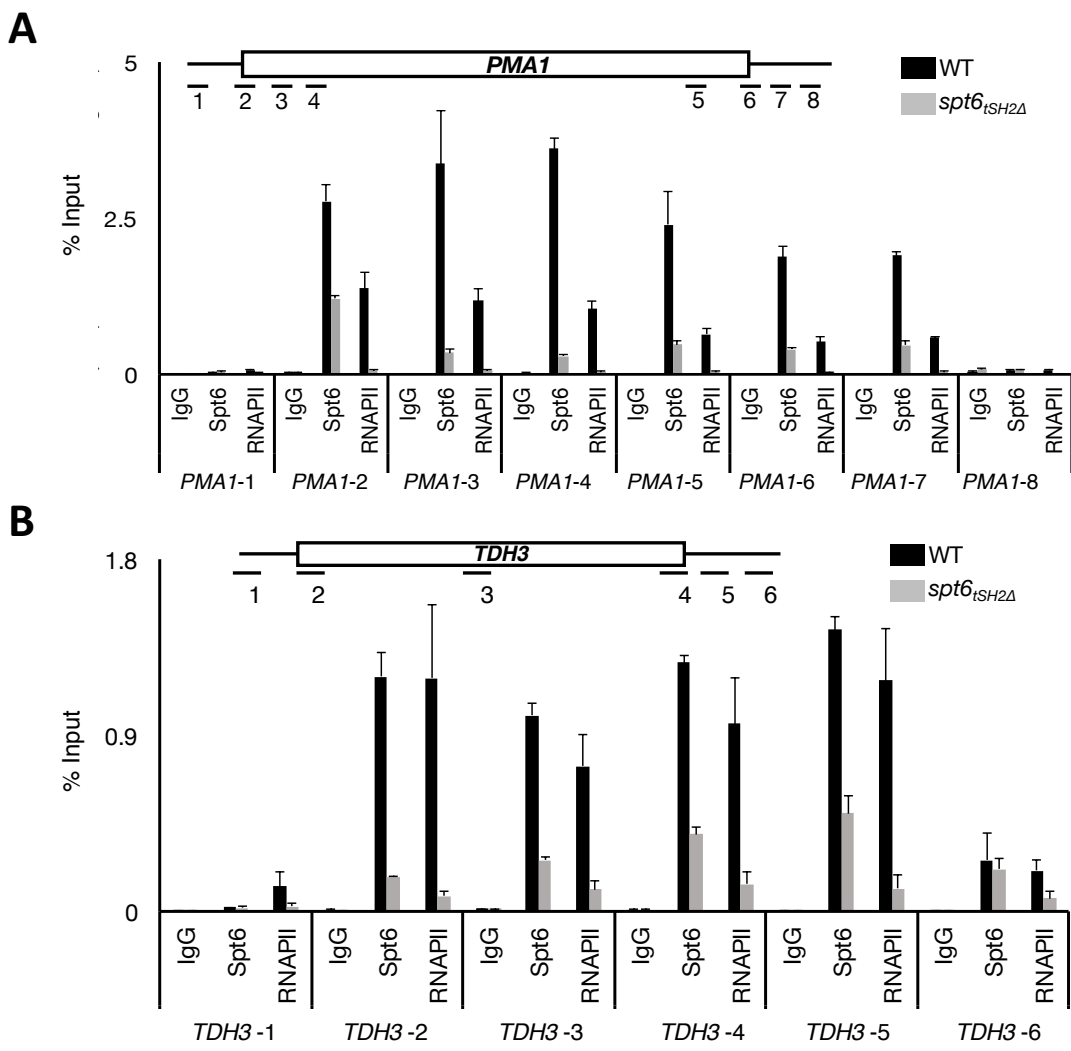 A
PMA1
1 2 3 4 5 6 7 8
WT
spt6tSH2Δ
5
2.5
0
% Input
IgG Spt6 RNAPII IgG Spt6 RNAPII IgG Spt6 RNAPII IgG Spt6 RNAPII IgG Spt6 RNAPII IgG Spt6 RNAPII IgG Spt6 RNAPII IgG Spt6 RNAPII
PMA1-1 PMA1-2 PMA1-3 PMA1-4 PMA1-5 PMA1-6 PMA1-7 PMA1-8
B
TDH3
1 2 3 4 5 6
WT
spt6tSH2Δ
1.8
0.9
0
% Input
IgG Spt6 RNAPII IgG Spt6 RNAPII IgG Spt6 RNAPII IgG Spt6 RNAPII IgG Spt6 RNAPII IgG Spt6 RNAPII
TDH3 -1 TDH3 -2 TDH3 -3 TDH3 -4 TDH3 -5 TDH3 -6